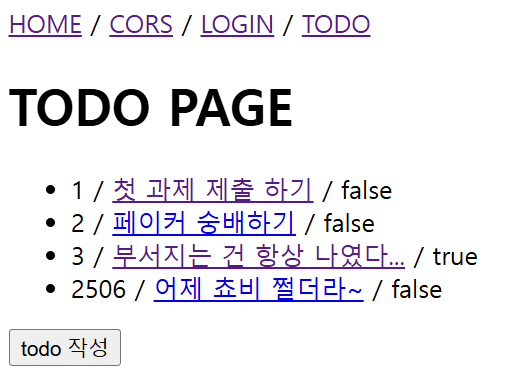 HOME / CORS / LOGIN / TODO
TODO PAGE
1 / 첫 과제 제출 하기 / false
2 / 페이커 숭배하기 / false
3 / 부서지는 건 항상 나였다... / true
2506 / 어제 쵸비 쩔더라~ / false
todo 작성